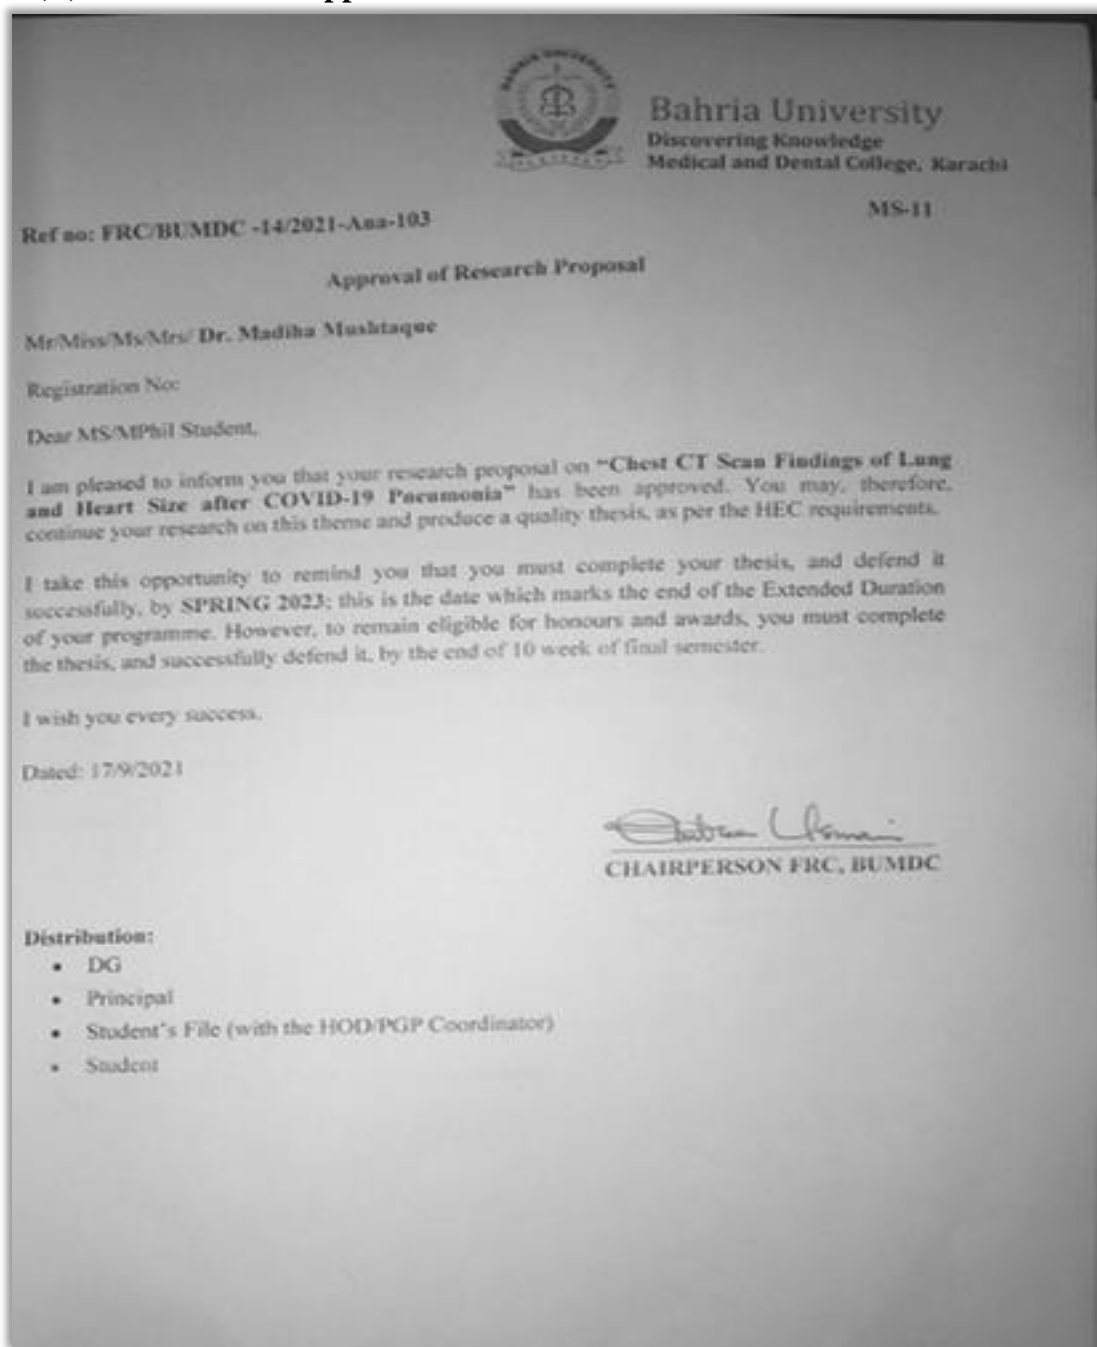 BAHRIA UNIVERSITY
Bahria University
Discovering Knowledge
Medical and Dental College, Karachi
MS-11
Ref no: FRC/BUMDC -14/2021-Ana-103
Approval of Research Proposal
Mr/Miss/Ms/Mrs/ Dr. Madiha Mushtaque
Registration No:
Dear MS/MPhil Student,
I am pleased to inform you that your research proposal on “Chest CT Scan Findings of Lung
and Heart Size after COVID-19 Pneumonia” has been approved. You may, therefore,
continue your research on this theme and produce a quality thesis, as per the HEC requirements.
I take this opportunity to remind you that you must complete your thesis, and defend it
successfully, by SPRING 2023; this is the date which marks the end of the Extended Duration
of your programme. However, to remain eligible for honours and awards, you must complete
the thesis, and successfully defend it, by the end of 10 week of final semester.
I wish you every success.
Dated: 17/9/2021
CHAIRPERSON FRC, BUMDC
Distribution:
• DG
• Principal
• Student’s File (with the HOD/PGP Coordinator)
• Student